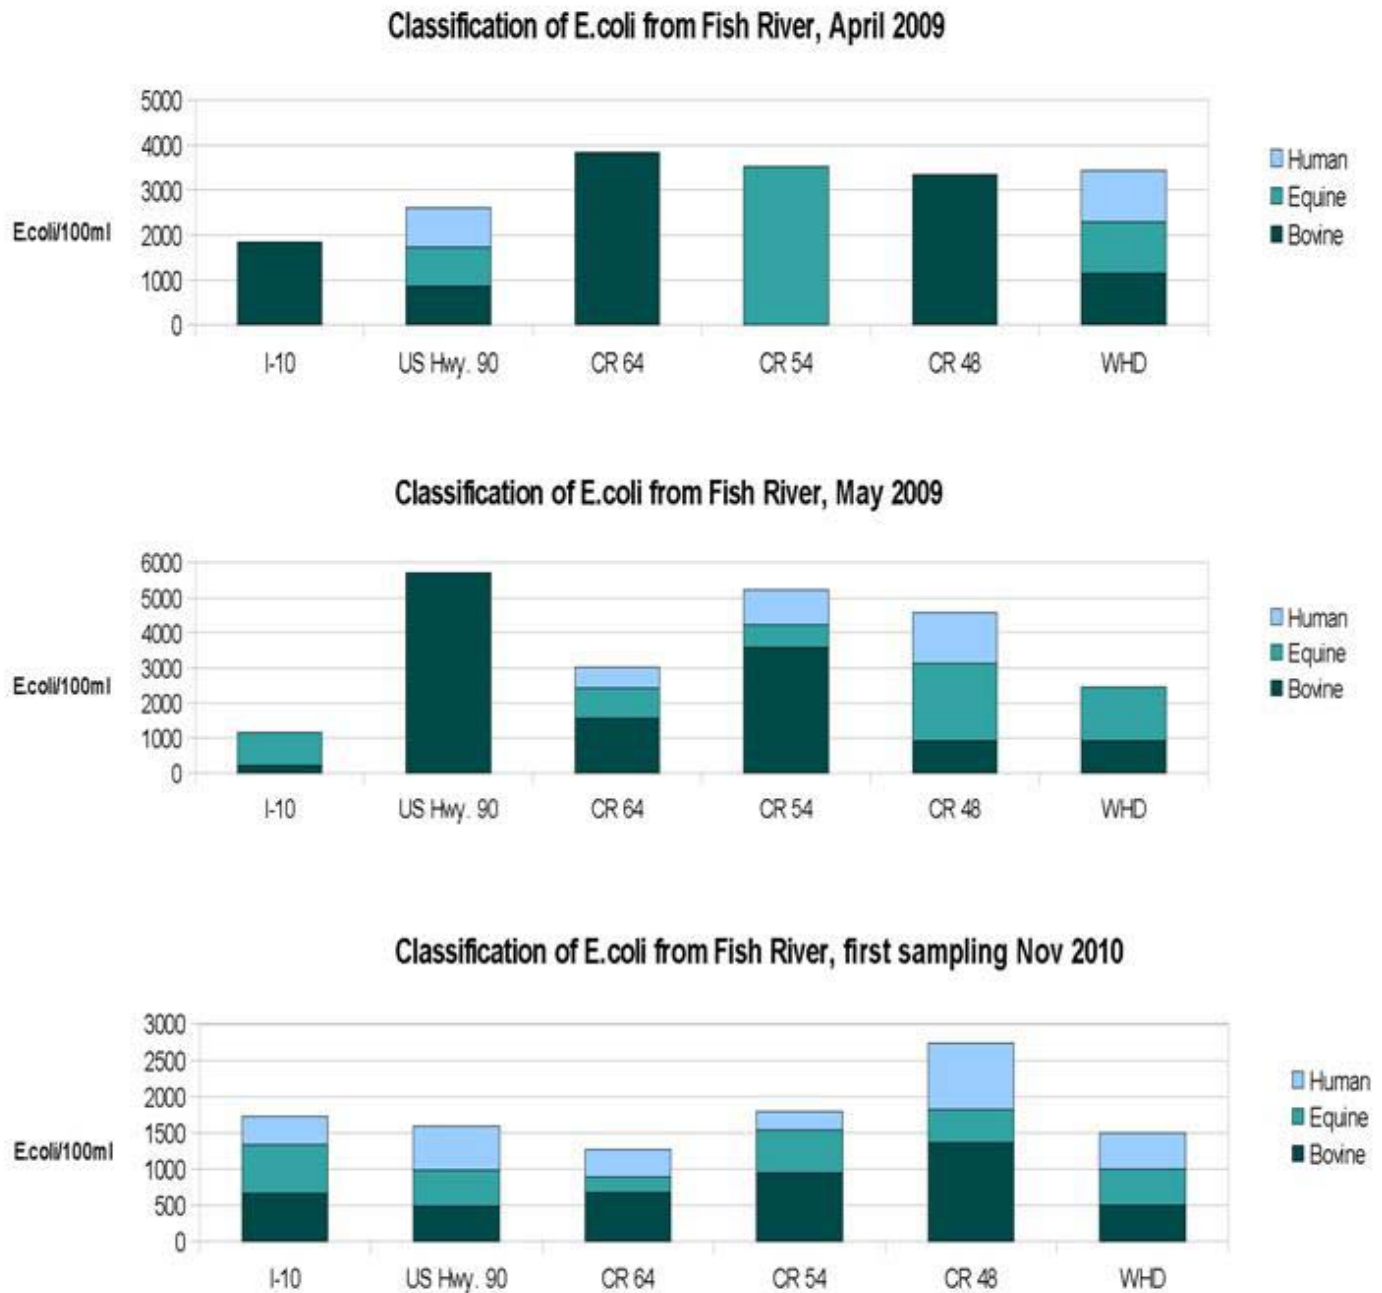 Classification of E.coli from Fish River, April 2009
5000
4000
3000
2000
1000
0
E.coli/100ml
I-10 US Hwy. 90 CR 64 CR 54 CR 48 WHD
Human
Equine
Bovine
Classification of E.coli from Fish River, May 2009
6000
5000
4000
3000
2000
1000
0
E.coli/100ml
I-10 US Hwy. 90 CR 64 CR 54 CR 48 WHD
Human
Equine
Bovine
Classification of E.coli from Fish River, first sampling Nov 2010
3000
2500
2000
1500
1000
500
0
E.coli/100ml
I-10 US Hwy. 90 CR 64 CR 54 CR 48 WHD
Human
Equine
Bovine